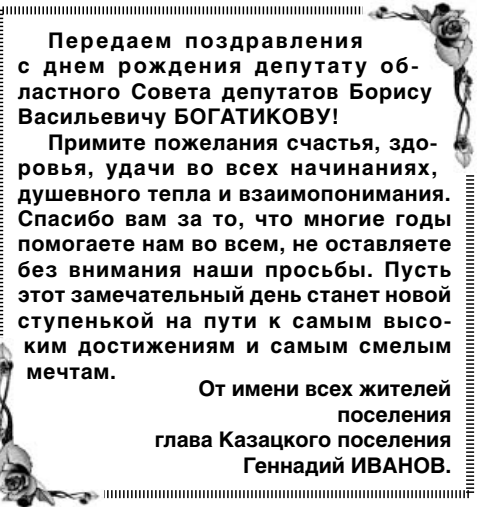 Передаем поздравления
с днем рождения депутату об-
ластного Совета депутатов Борису
Васильевичу БОГАТИКОВУ!
Примите пожелания счастья, здо-
ровья, удачи во всех начинаниях,
душевного тепла и взаимопонимания.
Спасибо вам за то, что многие годы
помогаете нам во всем, не оставляете
без внимания наши просьбы. Пусть
этот замечательный день станет новой
ступенькой на пути к самым высо-
ким достижениям и самым смелым
мечтам.
От имени всех жителей
поселения
глава Казацкого поселения
Геннадий ИВАНОВ.